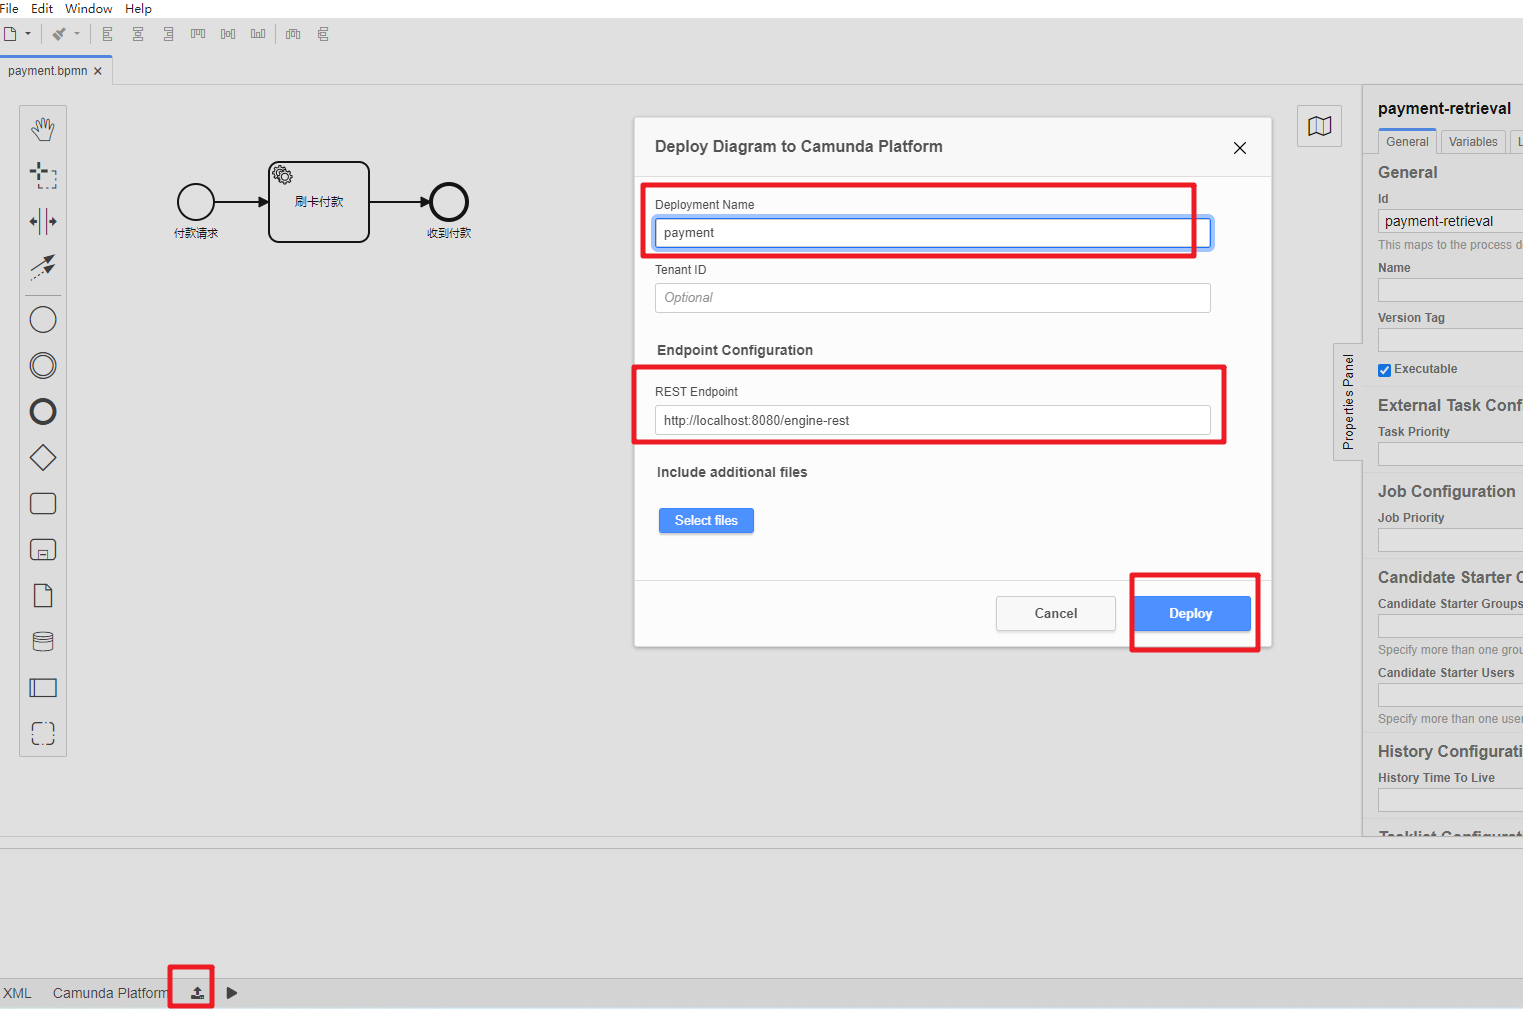 File Edit Window Help
payment.bpmn
付款请求
刷卡付款
收到付款
Deploy Diagram to Camunda Platform
Deployment Name
payment
Tenant ID
Optional
Endpoint Configuration
REST Endpoint
http://localhost:8080/engine-rest
Include additional files
Select files
Cancel
Deploy
Properties Panel
payment-retrieval
General Variables L
General
Id
payment-retrieval
This maps to the process d
Name
Version Tag
Executable
External Task Conf
Task Priority
Job Configuration
Job Priority
Candidate Starter C
Candidate Starter Groups
Specify more than one grou
Candidate Starter Users
Specify more than one user
History Configurati
History Time To Live
Tasklist Configurat
XML Camunda Platform